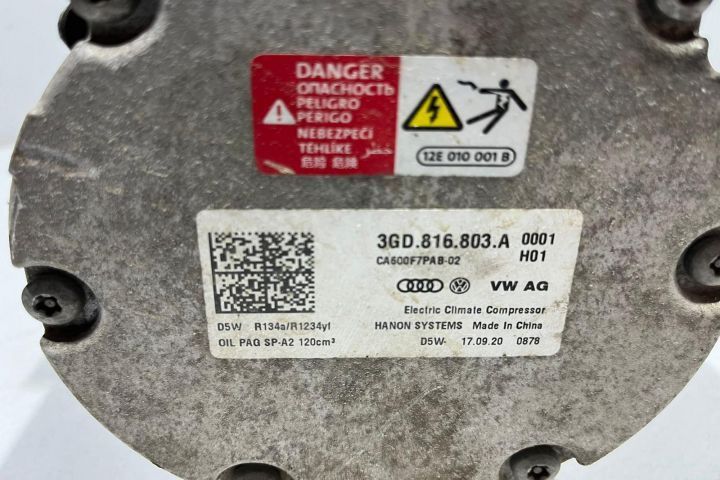 DANGER
ОПАСНОСТЬ
PELIGRO
PERIGO
NEBEZPEČÍ
TEHLİKE خطر
危险 危険
12E 010 001 B
3GD.816.803.A 0001
CA600F7PAB-02 H01
VW AG
Electric Climate Compressor
D5W R134a/R1234yf HANON SYSTEMS Made In China
OIL PAG SP-A2 120cm³ D5W- 17.09.20 0878